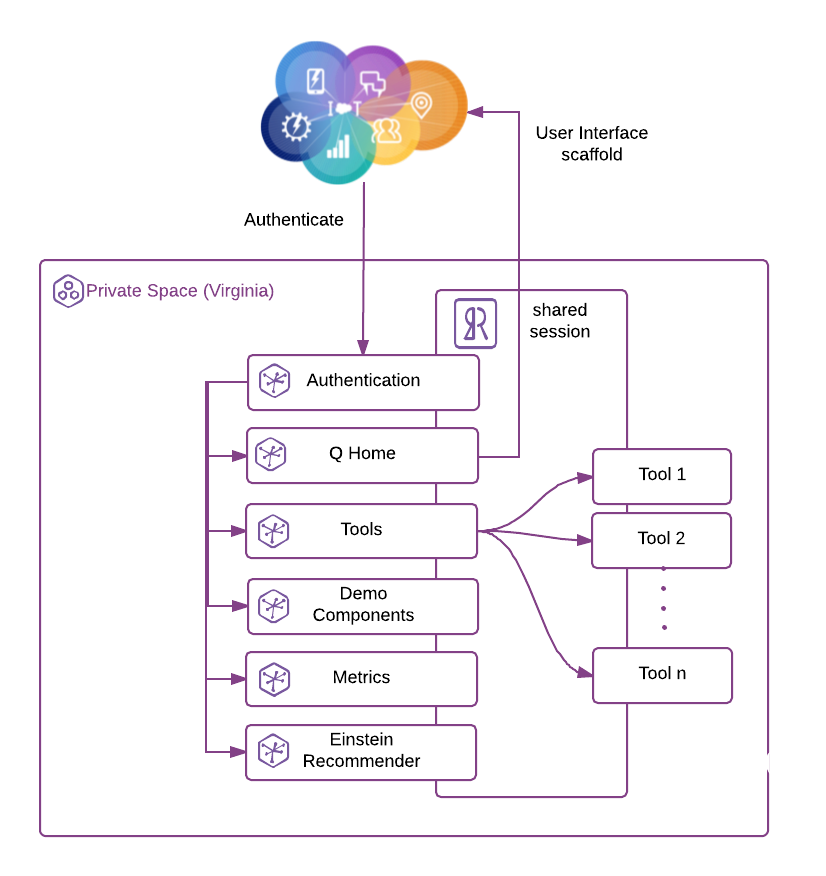 I T
User Interface
scaffold
Authenticate
Private Space (Virginia)
shared
session
Authentication
Q Home
Tools
Demo
Components
Metrics
Einstein
Recommender
Tool 1
Tool 2
Tool n